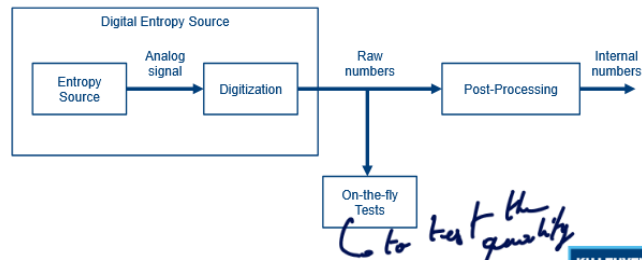 Digital Entropy Source
Analog
signal
Raw
numbers
Internal
numbers
Entropy
Source
Digitization
Post-Processing
On-the-fly
Tests
to test the
quality